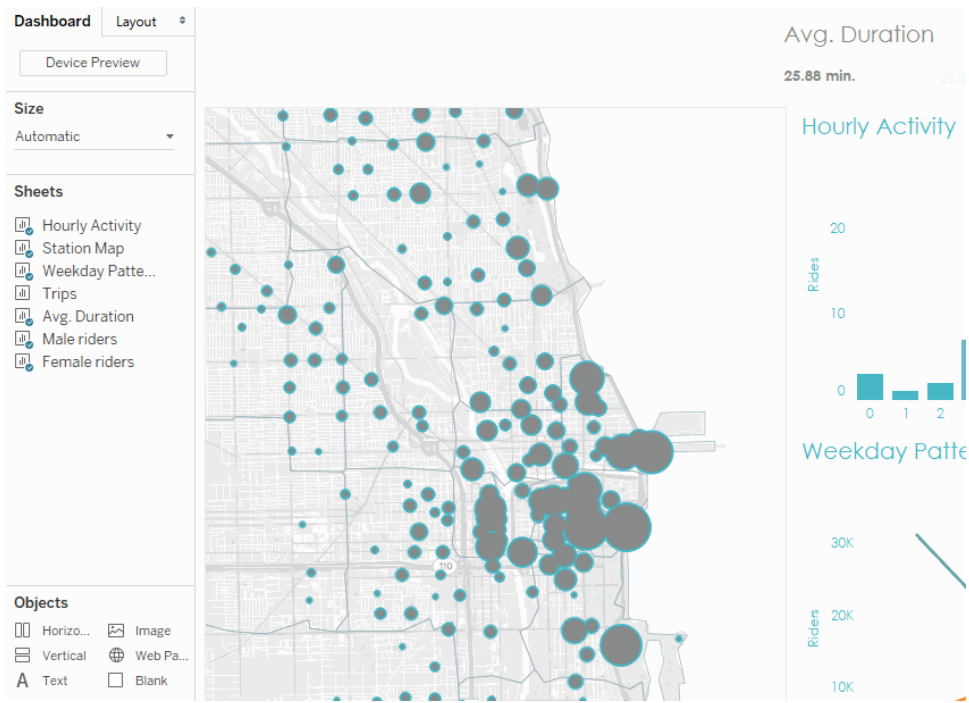 Dashboard
Layout
Device Preview
Size
Automatic
Sheets
Hourly Activity
Station Map
Weekday Patte...
Trips
Avg. Duration
Male riders
Female riders
Objects
Horizo...
Image
Vertical
Web Pa...
A Text
Blank
110
Avg. Duration
25.88 min.
Hourly Activity
20
10
0
Rides
0 1 2
Weekday Patte
30K
20K
10K
Riders